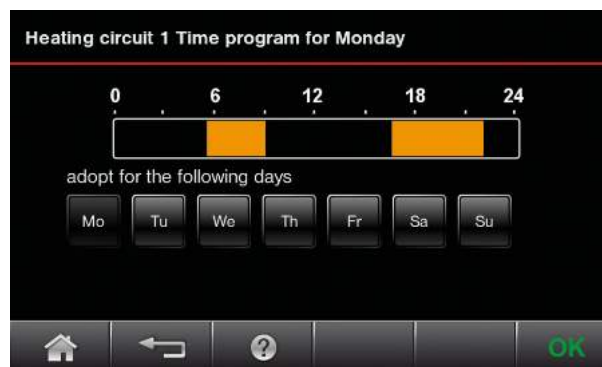 Heating circuit 1 Time program for Monday
0 6 12 18 24
adopt for the following days
Mo Tu We Th Fr Sa Su
? OK